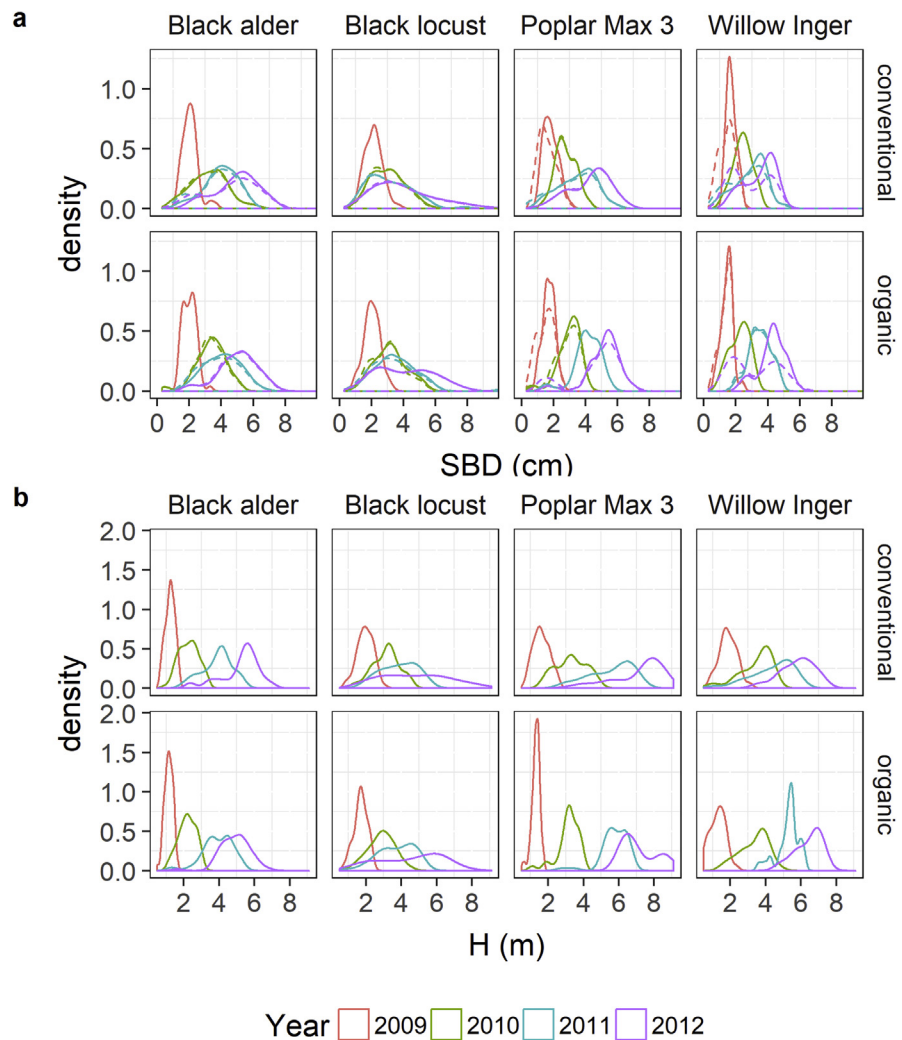 a
Black alder Black locust Poplar Max 3 Willow Inger
1.0
0.5
0.0
conventional
density
1.0
0.5
0.0
organic
0 2 4 6 8 0 2 4 6 8 0 2 4 6 8 0 2 4 6 8
SBD (cm)
b
Black alder Black locust Poplar Max 3 Willow Inger
2.0
1.5
1.0
0.5
0.0
conventional
density
2.0
1.5
1.0
0.5
0.0
organic
2 4 6 8 2 4 6 8 2 4 6 8 2 4 6 8
H (m)
Year 2009 2010 2011 2012